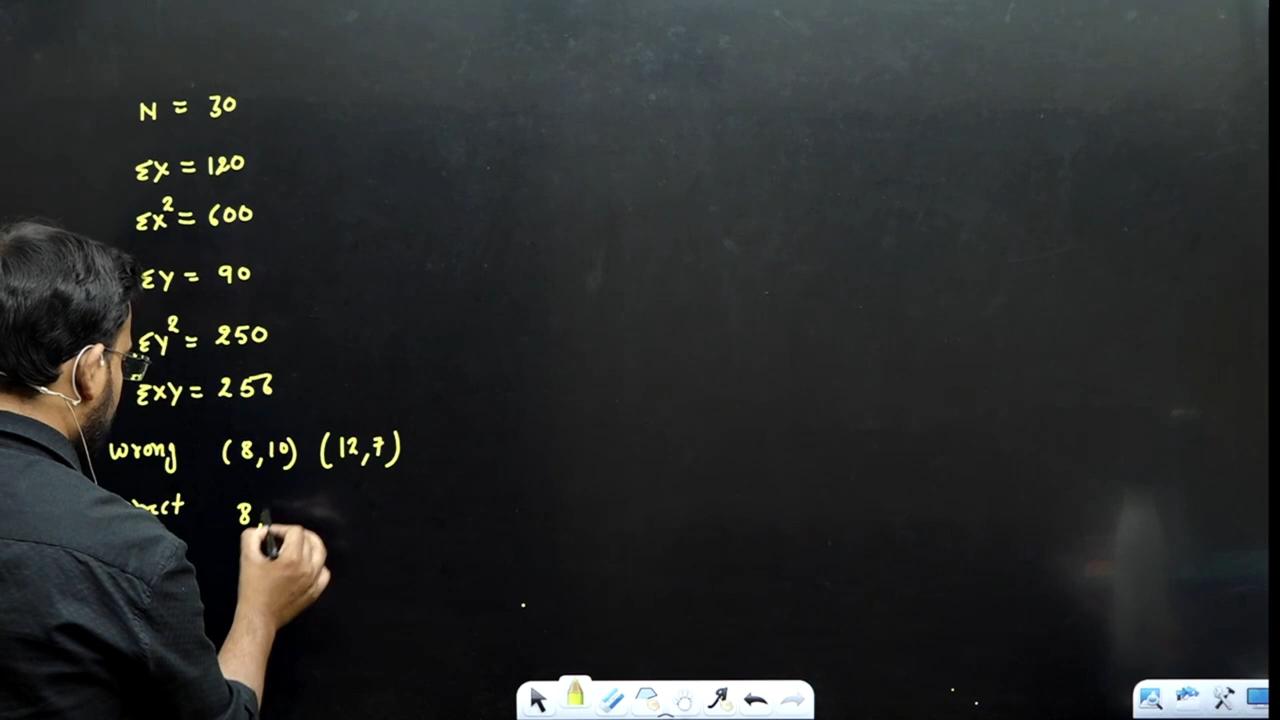 N = 30
ΣX = 120
ΣX² = 600
ΣY = 90
ΣY² = 250
ΣXY = 256
wrong (8,10) (12,7)
8,